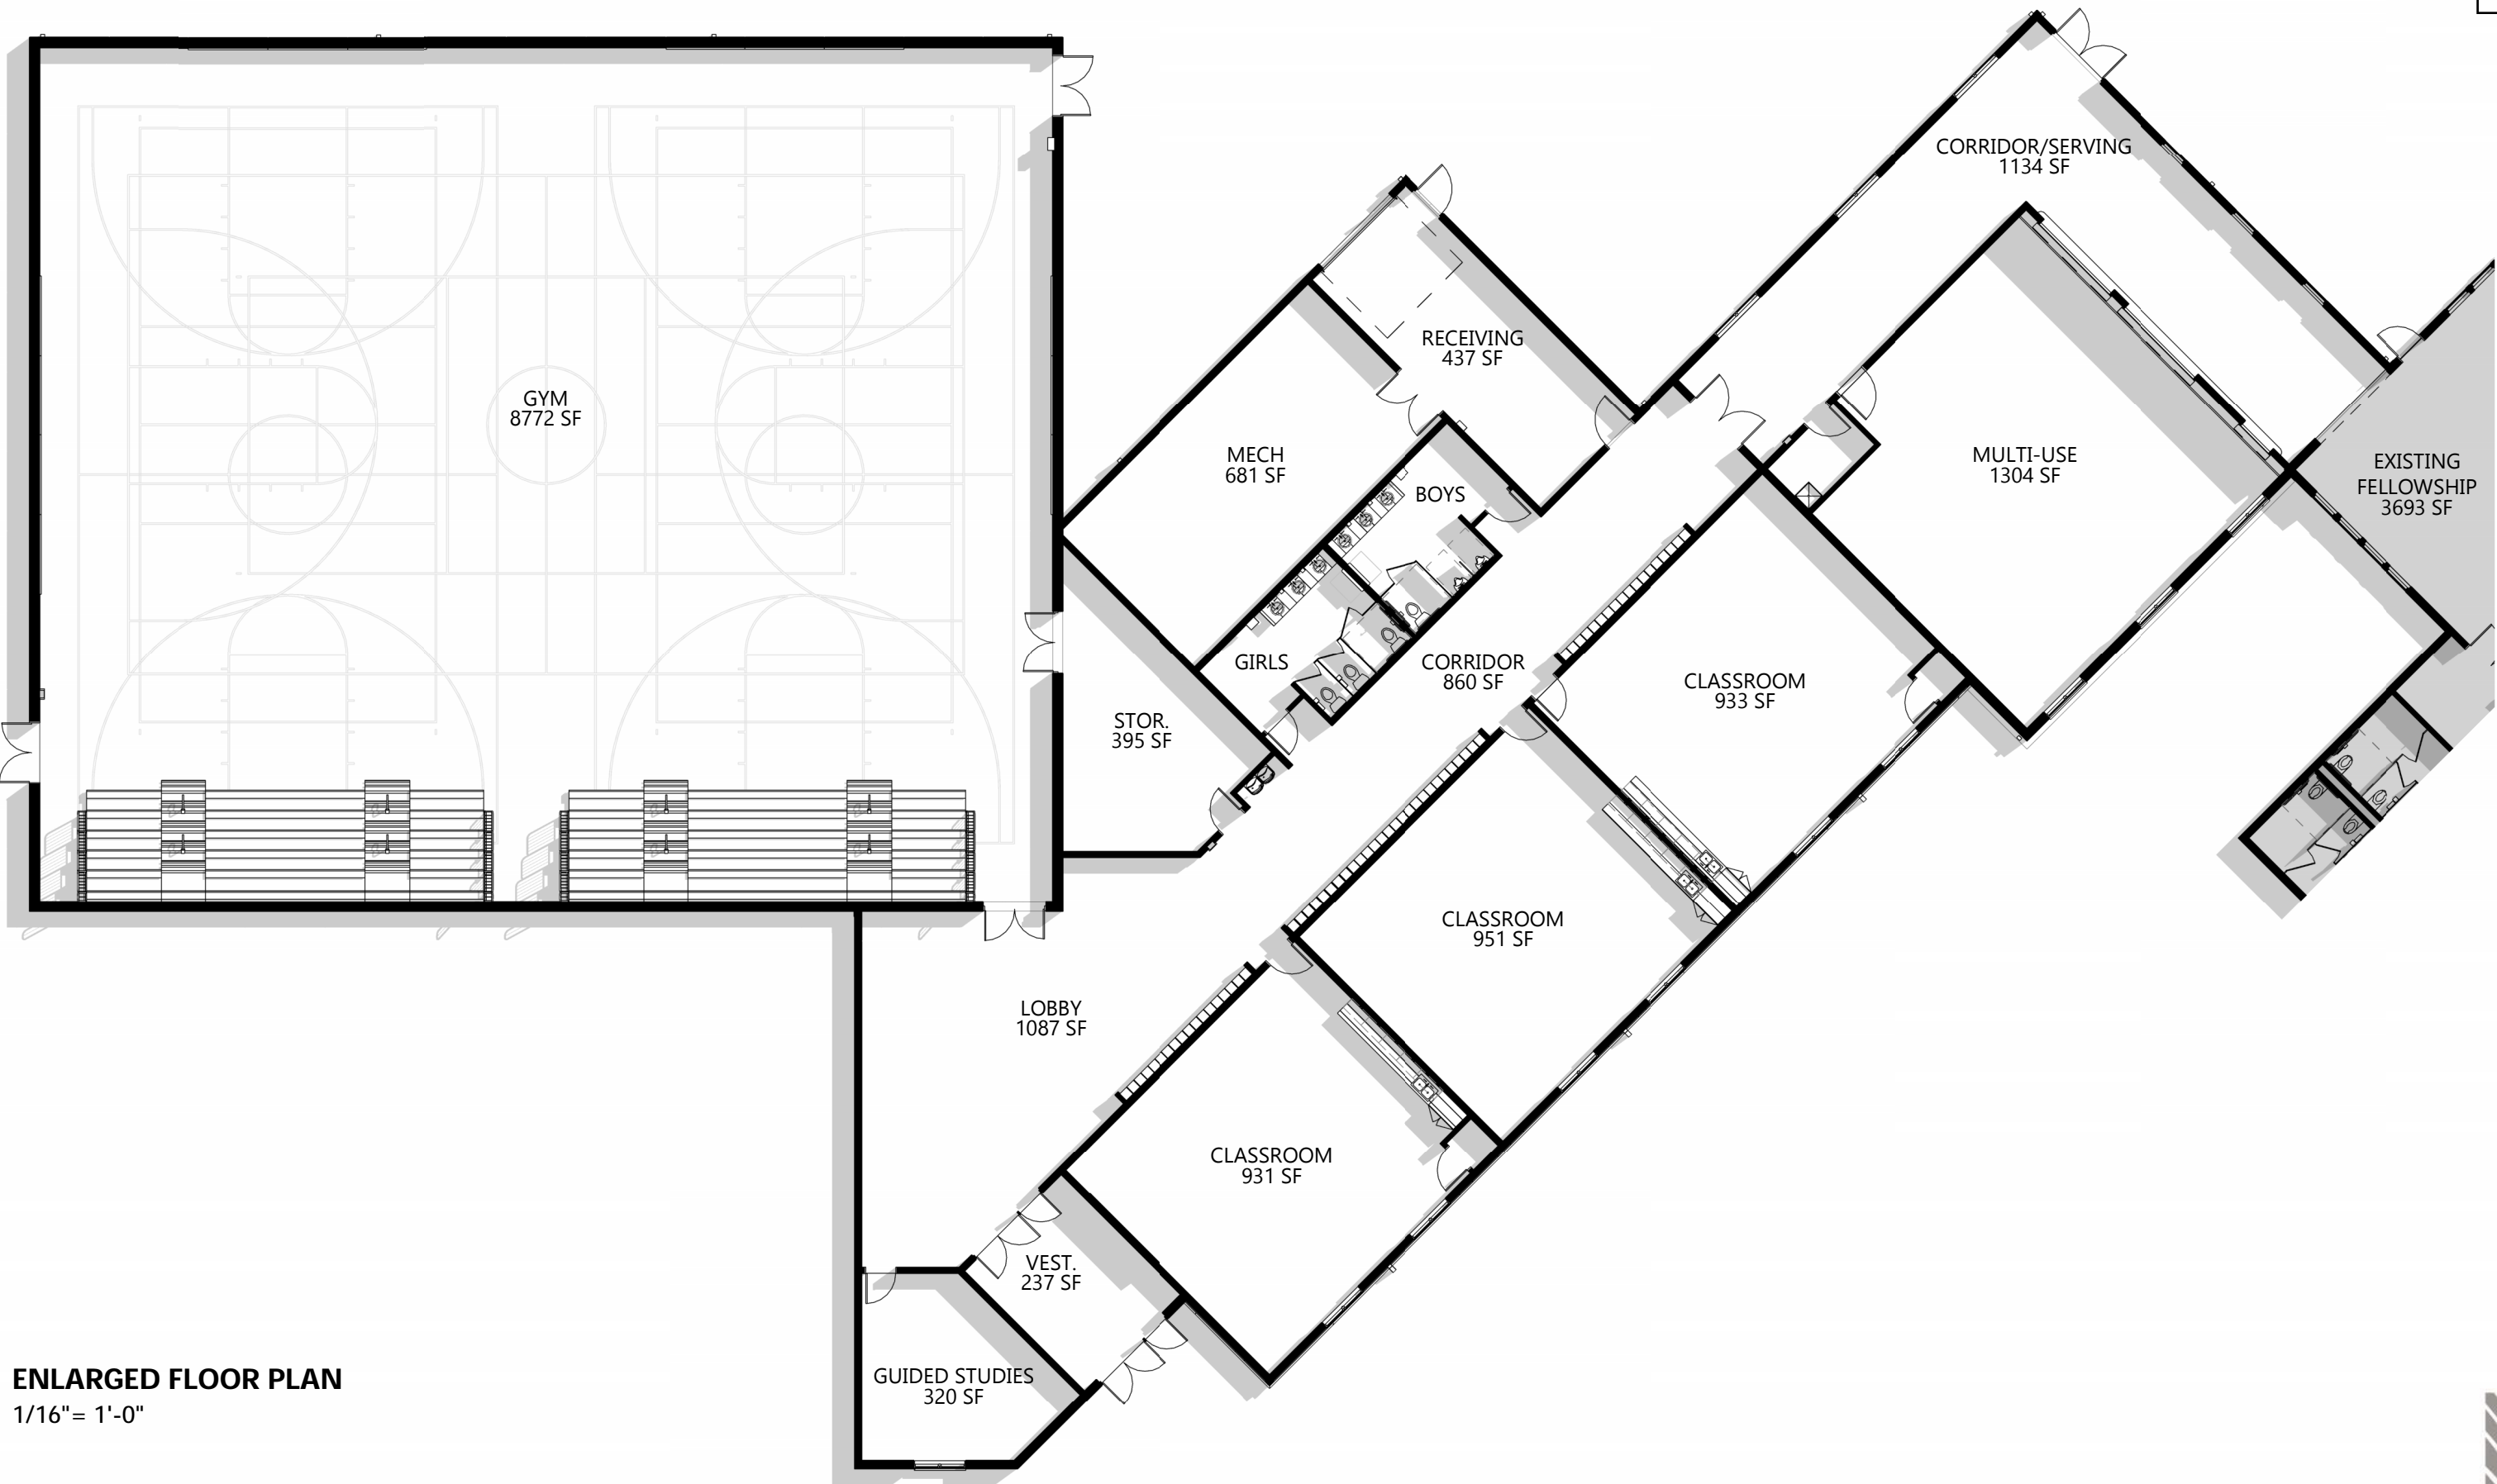 CORRIDOR/SERVING
1134 SF
RECEIVING
437 SF
GYM
8772 SF
MECH
681 SF
BOYS
MULTI-USE
1304 SF
EXISTING
FELLOWSHIP
3693 SF
GIRLS
CORRIDOR
860 SF
CLASSROOM
933 SF
STOR.
395 SF
CLASSROOM
951 SF
LOBBY
1087 SF
CLASSROOM
931 SF
VEST.
237 SF
GUIDED STUDIES
320 SF
ENLARGED FLOOR PLAN
1/16"= 1'-0"